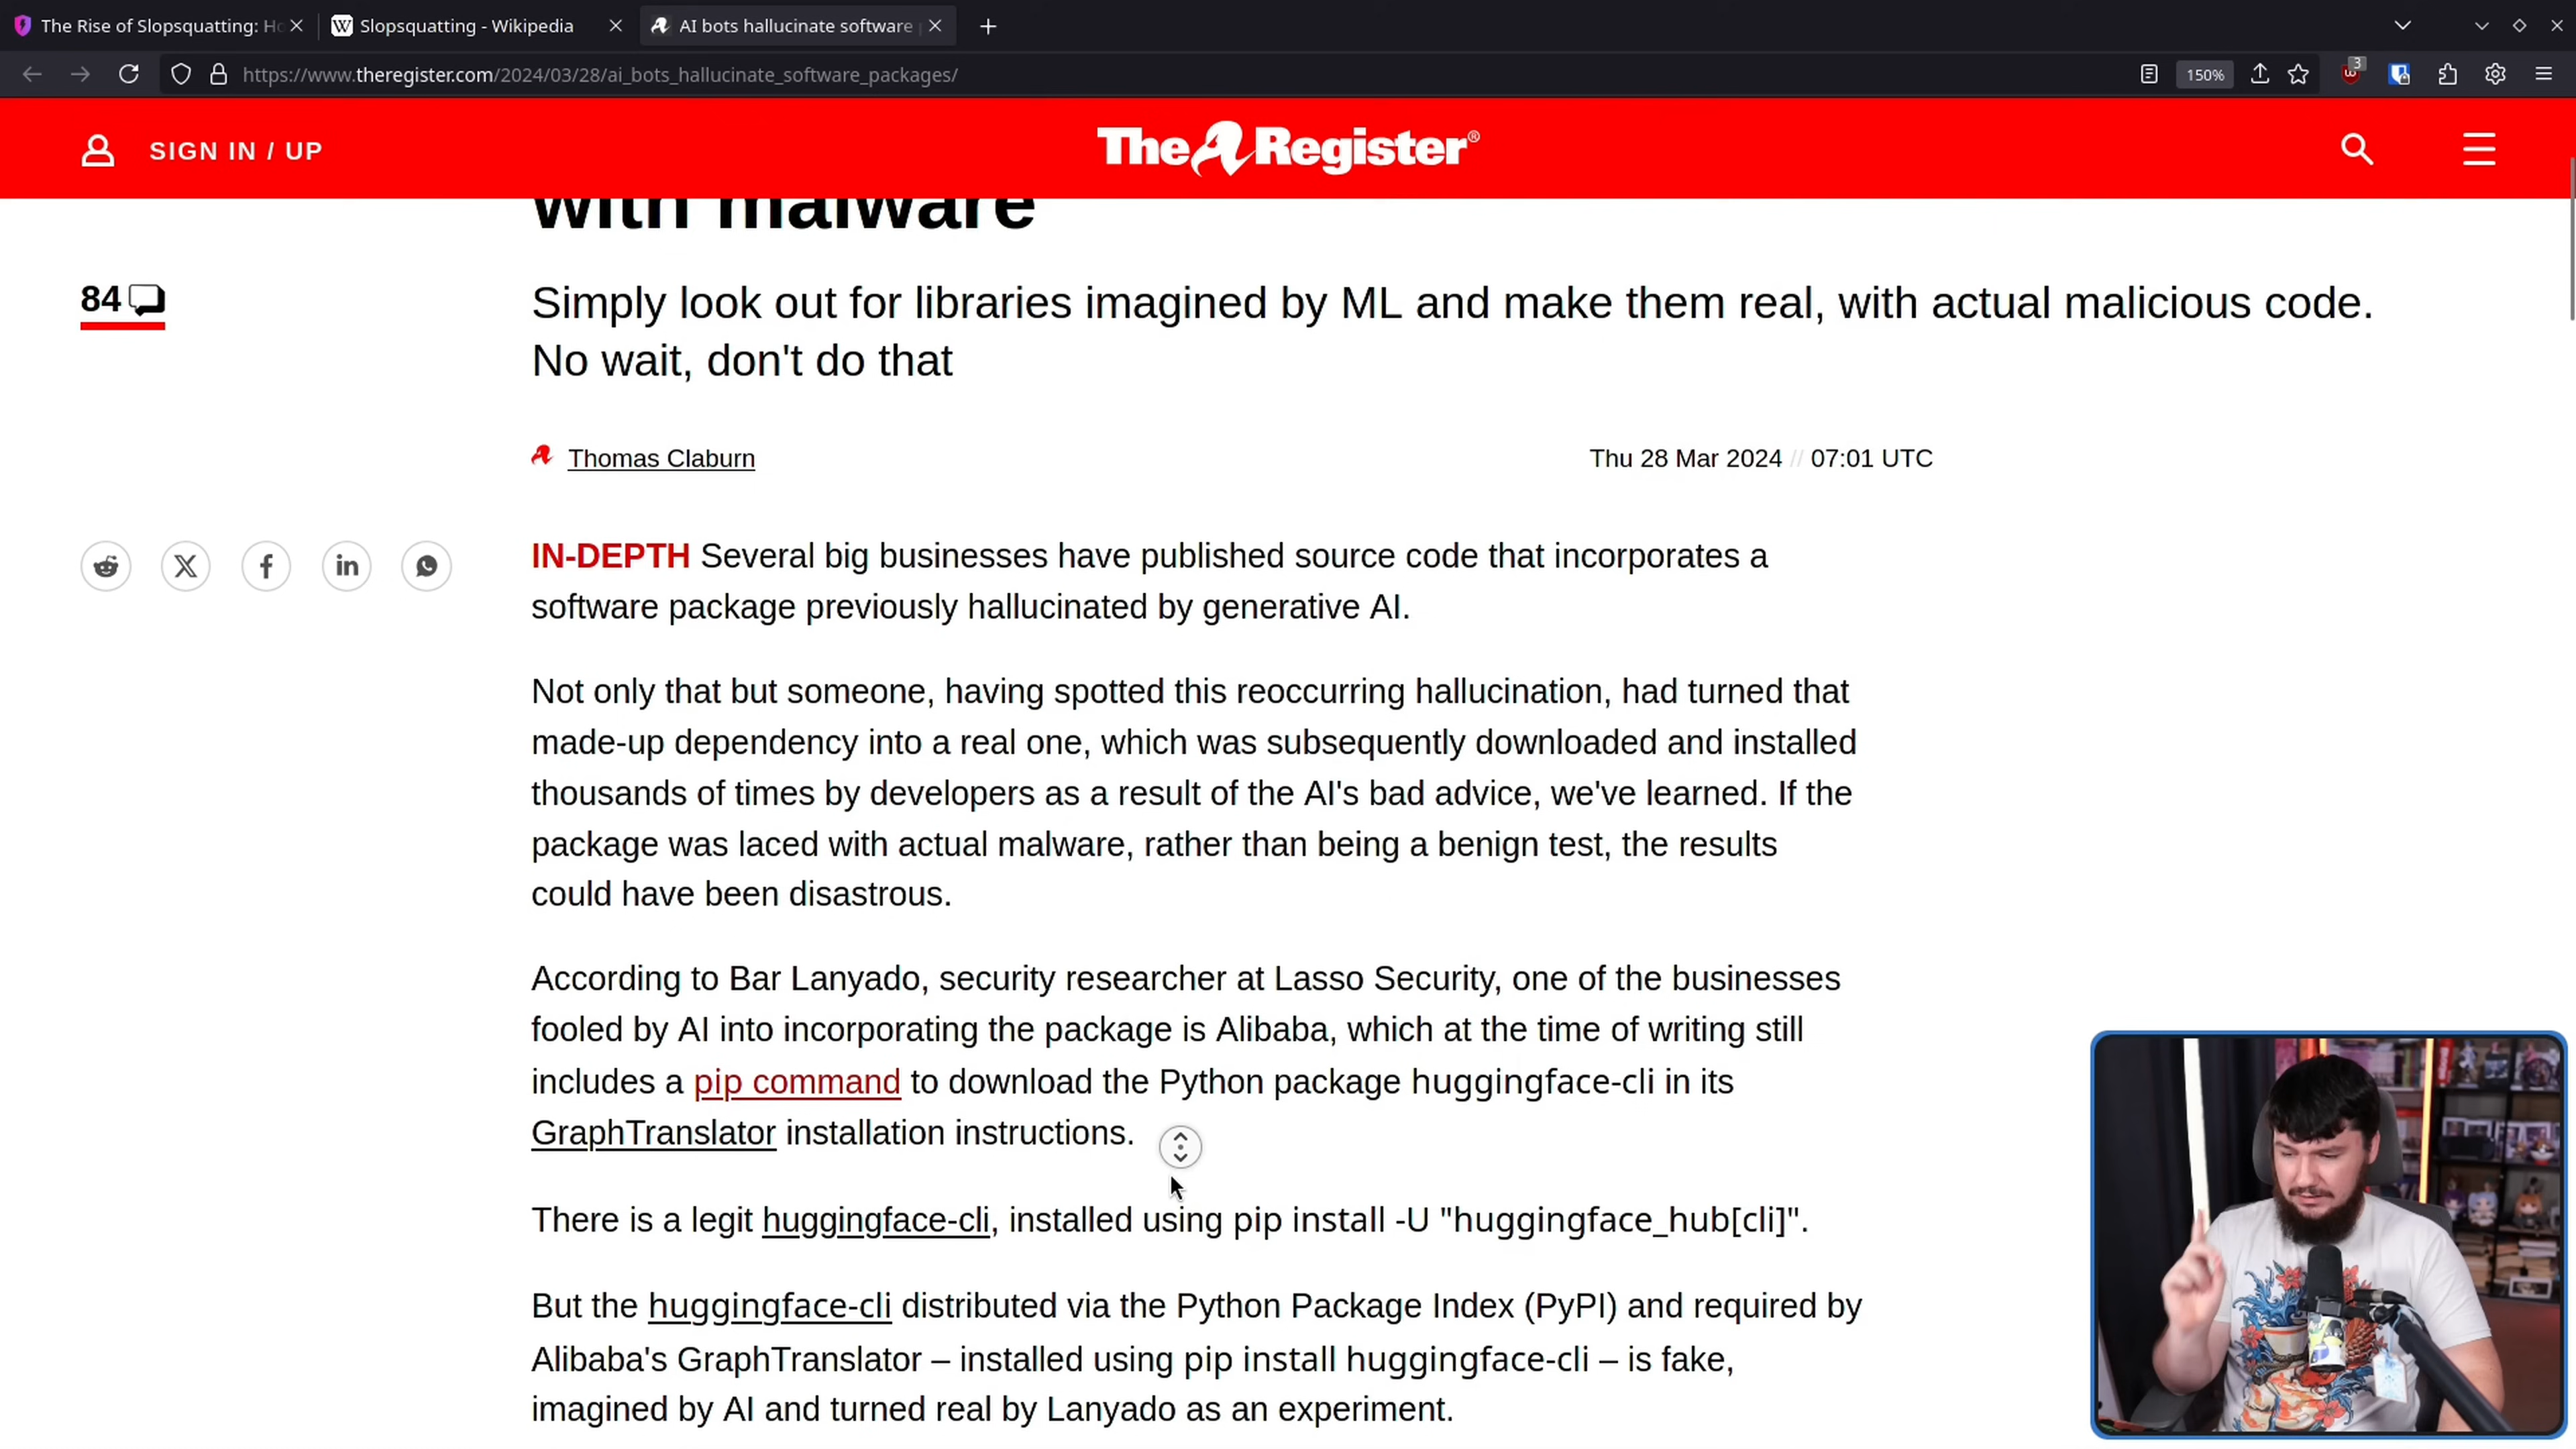 The Rise of Slopsquatting: Ho
Slopsquatting - Wikipedia
AI bots hallucinate software
https://www.theregister.com/2024/03/28/ai_bots_hallucinate_software_packages/
150%
3
SIGN IN / UP
The Register®
with malware
84
Simply look out for libraries imagined by ML and make them real, with actual malicious code.
No wait, don't do that
Thomas Claburn
Thu 28 Mar 2024 // 07:01 UTC
IN-DEPTH Several big businesses have published source code that incorporates a
software package previously hallucinated by generative AI.
Not only that but someone, having spotted this reoccurring hallucination, had turned that
made-up dependency into a real one, which was subsequently downloaded and installed
thousands of times by developers as a result of the AI's bad advice, we've learned. If the
package was laced with actual malware, rather than being a benign test, the results
could have been disastrous.
According to Bar Lanyado, security researcher at Lasso Security, one of the businesses
fooled by AI into incorporating the package is Alibaba, which at the time of writing still
includes a pip command to download the Python package huggingface-cli in its
GraphTranslator installation instructions.
There is a legit huggingface-cli, installed using pip install -U "huggingface_hub[cli]".
But the huggingface-cli distributed via the Python Package Index (PyPI) and required by
Alibaba's GraphTranslator – installed using pip install huggingface-cli – is fake,
imagined by AI and turned real by Lanyado as an experiment.